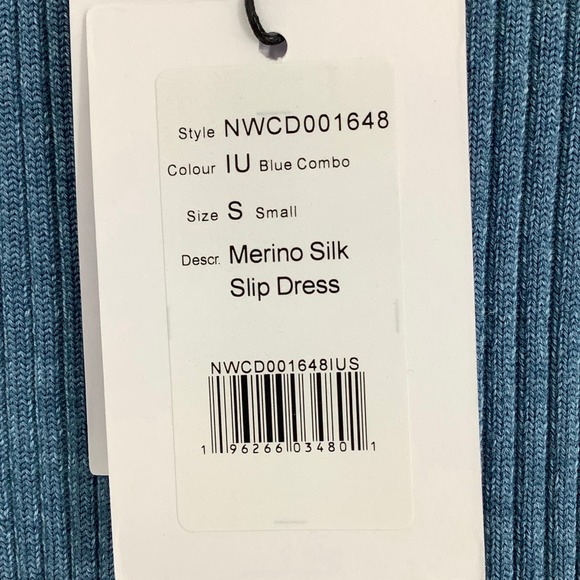 Style NWCD001648
Colour IU Blue Combo
Size S Small
Descr. Merino Silk
Slip Dress
NWCD001648IUS
1 96266 03480 1